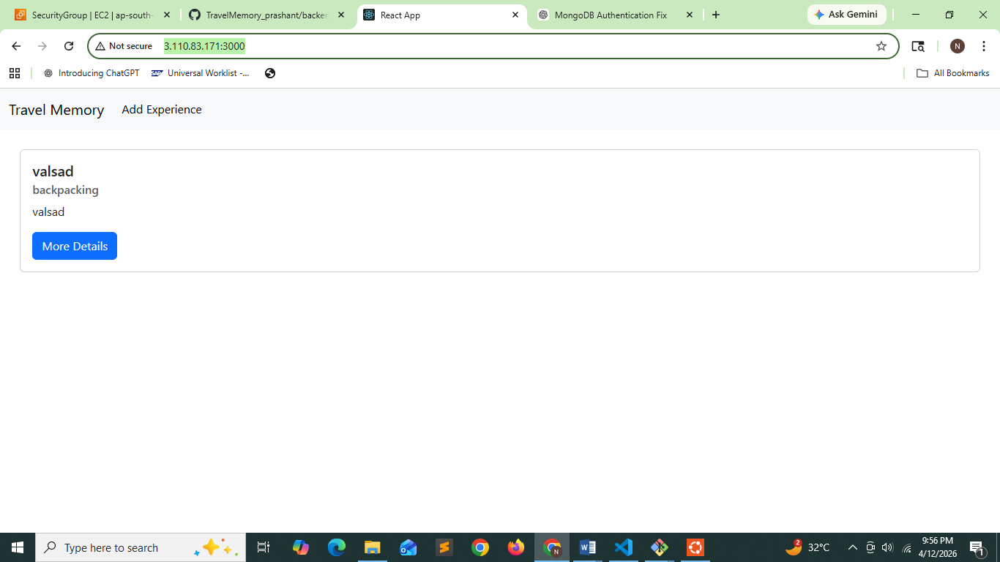 SecurityGroup | EC2 | ap-south-
TravelMemory_prashant/backen
React App
MongoDB Authentication Fix
Ask Gemini
Not secure 3.110.83.171:3000
N
Introducing ChatGPT
SAP Universal Worklist -...
All Bookmarks
Travel Memory Add Experience
valsad
backpacking
valsad
More Details
Type here to search
N
2
32°C
9:56 PM
4/12/2026
1